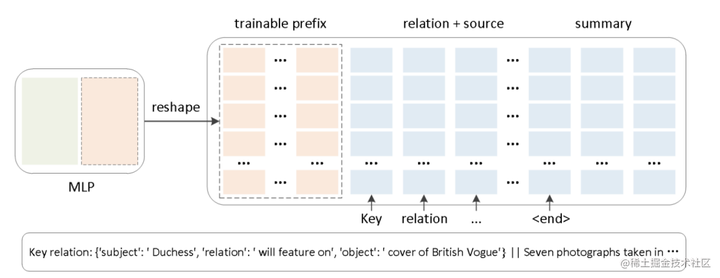 trainable prefix relation + source summary
reshape
MLP
Key relation ... <end>
Key relation: {'subject': ' Duchess', 'relation': ' will feature on', 'object': ' cover of British Vogue'} || Seven photographs taken in ···
@稀土掘金技术社区